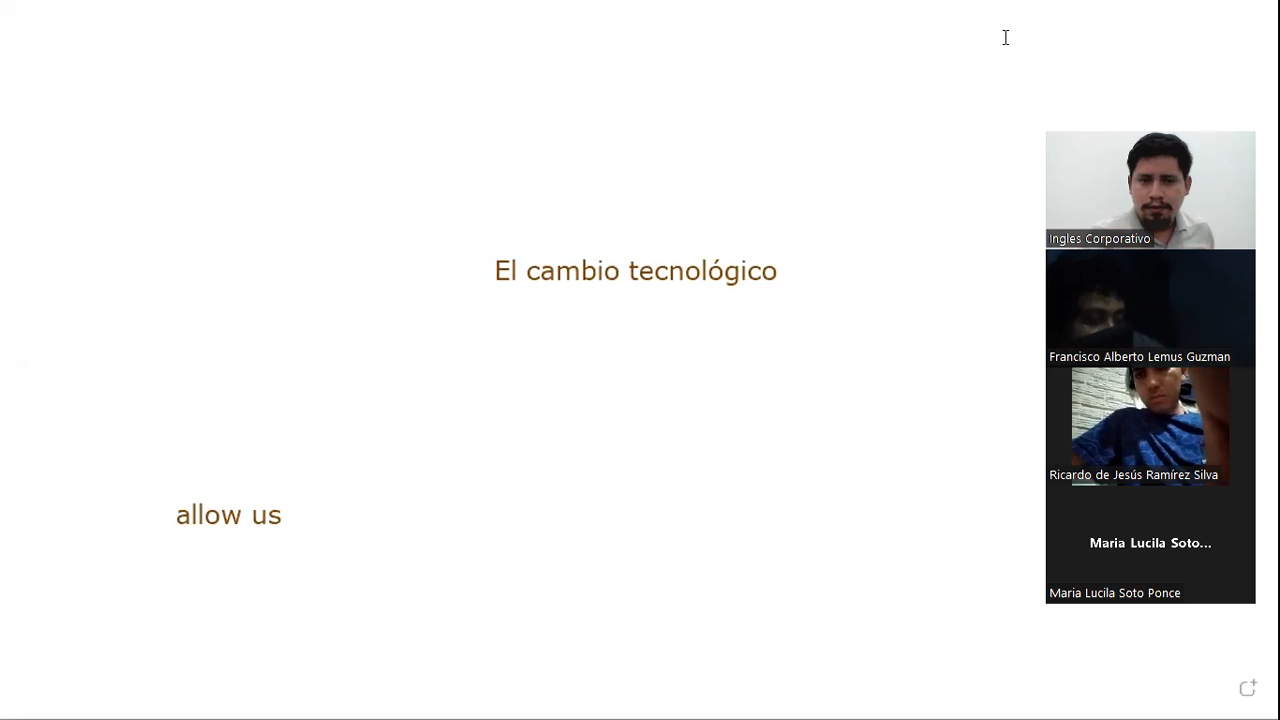 El cambio tecnológico
allow us
Ingles Corporativo
Francisco Alberto Lemus Guzman
Ricardo de Jesús Ramírez Silva
Maria Lucila Soto...
Maria Lucila Soto Ponce